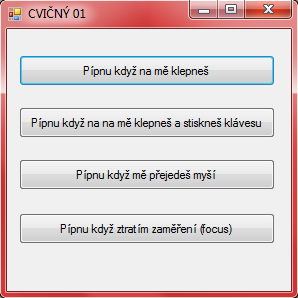 CVIČNÝ 01
Pípnu když na mě klepneš
Pípnu když na na mě klepneš a stiskneš klávesu
Pípnu když mě přejedeš myší
Pípnu když ztratím zaměření (focus)